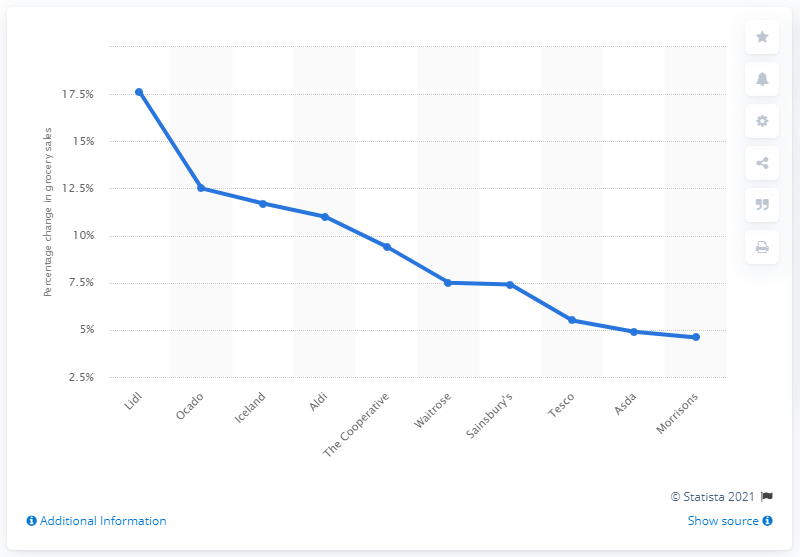 17.5%
15%
12.5%
10%
7.5%
5%
2.5%
Percentage change in grocery sales
Lidl
Ocado
Iceland
Aldi
The Cooperative
Waitrose
Sainsbury's
Tesco
Asda
Morrisons
© Statista 2021
Additional Information
Show source